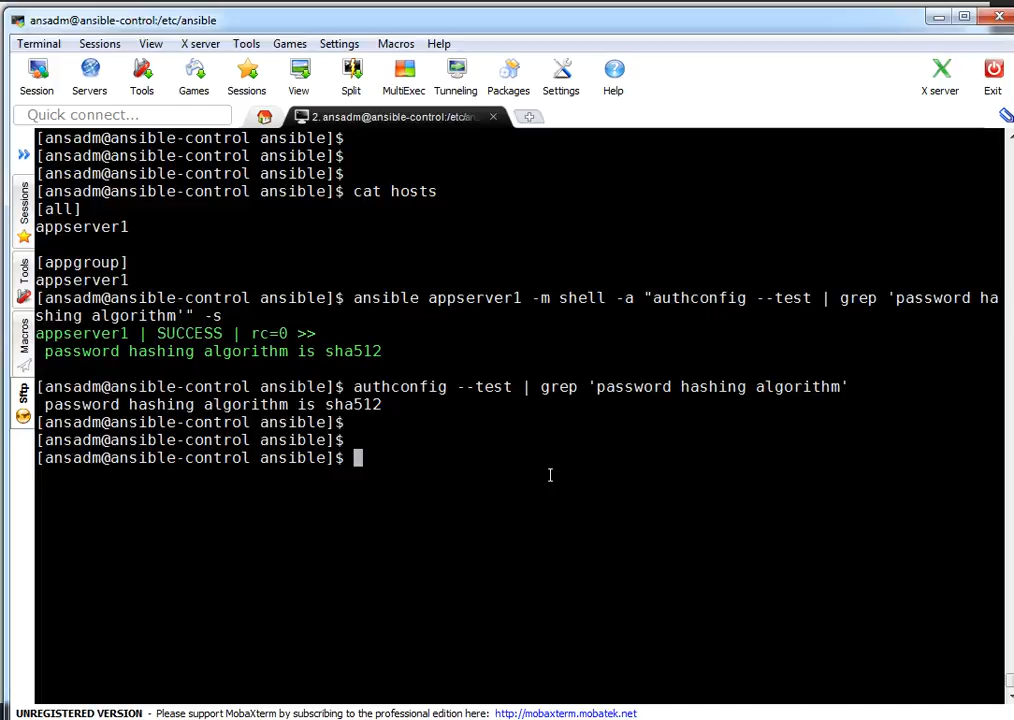 ansadm@ansible-control:/etc/ansible
Terminal Sessions View X server Tools Games Settings Macros Help
Session Servers Tools Games Sessions View Split MultiExec Tunneling Packages Settings Help X server Exit
Quick connect...
2. ansadm@ansible-control:/etc/an
Sessions
Tools
Macros
Sftp
[ansadm@ansible-control ansible]$
[ansadm@ansible-control ansible]$
[ansadm@ansible-control ansible]$
[ansadm@ansible-control ansible]$ cat hosts
[all]
appserver1
[appgroup]
appserver1
[ansadm@ansible-control ansible]$ ansible appserver1 -m shell -a "authconfig --test | grep 'password ha
shing algorithm'" -s
appserver1 | SUCCESS | rc=0 >>
password hashing algorithm is sha512
[ansadm@ansible-control ansible]$ authconfig --test | grep 'password hashing algorithm'
password hashing algorithm is sha512
[ansadm@ansible-control ansible]$
[ansadm@ansible-control ansible]$
[ansadm@ansible-control ansible]$
UNREGISTERED VERSION - Please support MobaXterm by subscribing to the professional edition here: http://mobaxterm.mobatek.net